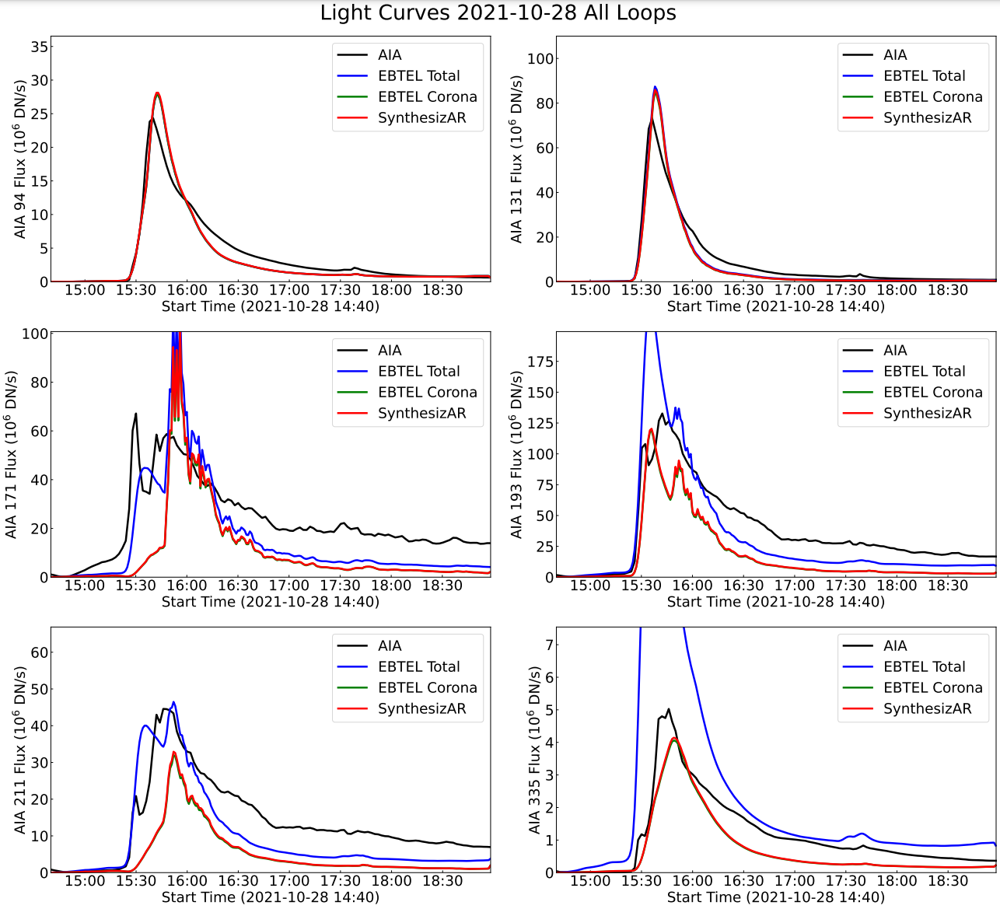 Light Curves 2021-10-28 All Loops
AIA 94 Flux (10⁶ DN/s)
35
30
25
20
15
10
5
0
AIA
EBTEL Total
EBTEL Corona
SynthesizAR
15:00 15:30 16:00 16:30 17:00 17:30 18:00 18:30
Start Time (2021-10-28 14:40)
AIA 131 Flux (10⁶ DN/s)
100
80
60
40
20
0
AIA
EBTEL Total
EBTEL Corona
SynthesizAR
15:00 15:30 16:00 16:30 17:00 17:30 18:00 18:30
Start Time (2021-10-28 14:40)
AIA 171 Flux (10⁶ DN/s)
100
80
60
40
20
0
AIA
EBTEL Total
EBTEL Corona
SynthesizAR
15:00 15:30 16:00 16:30 17:00 17:30 18:00 18:30
Start Time (2021-10-28 14:40)
AIA 193 Flux (10⁶ DN/s)
175
150
125
100
75
50
25
0
AIA
EBTEL Total
EBTEL Corona
SynthesizAR
15:00 15:30 16:00 16:30 17:00 17:30 18:00 18:30
Start Time (2021-10-28 14:40)
AIA 211 Flux (10⁶ DN/s)
60
50
40
30
20
10
0
AIA
EBTEL Total
EBTEL Corona
SynthesizAR
15:00 15:30 16:00 16:30 17:00 17:30 18:00 18:30
Start Time (2021-10-28 14:40)
AIA 335 Flux (10⁶ DN/s)
7
6
5
4
3
2
1
0
AIA
EBTEL Total
EBTEL Corona
SynthesizAR
15:00 15:30 16:00 16:30 17:00 17:30 18:00 18:30
Start Time (2021-10-28 14:40)